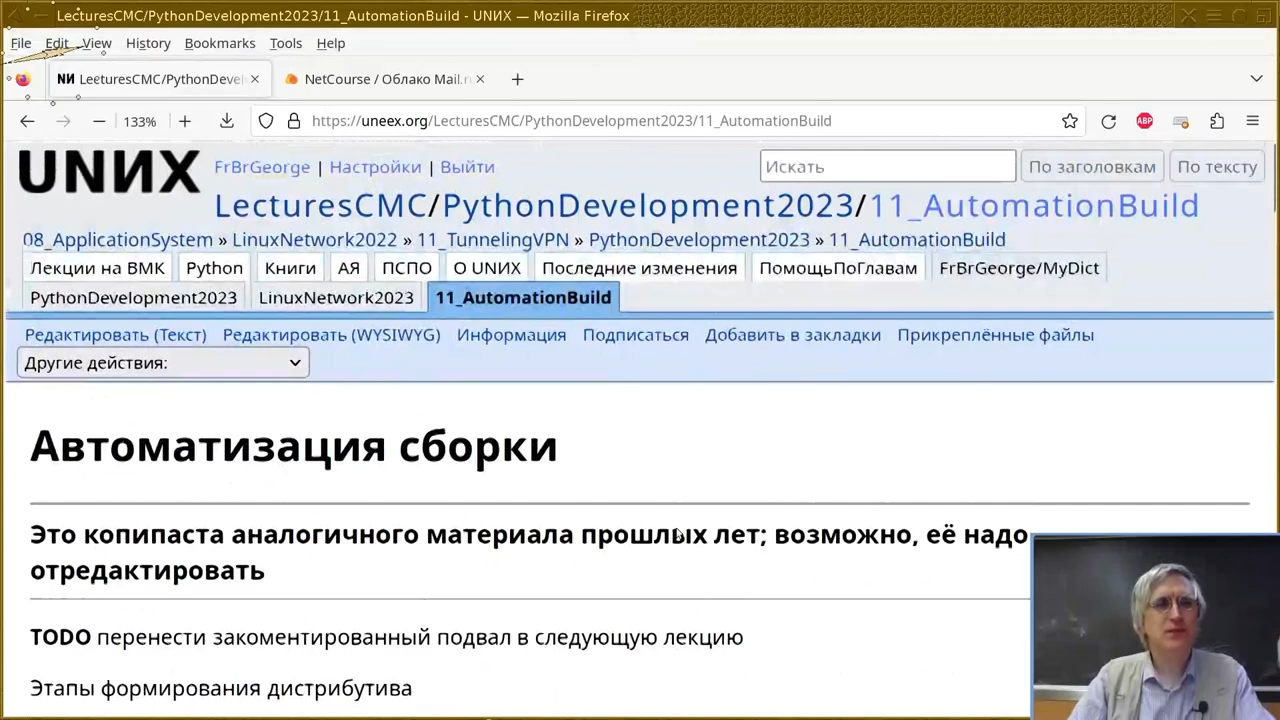 LecturesCMC/PythonDevelopment2023/11_AutomationBuild - UNИX — Mozilla Firefox
File Edit View History Bookmarks Tools Help
NИ LecturesCMC/PythonDevel
NetCourse / Облако Mail.ru
133% https://uneex.org/LecturesCMC/PythonDevelopment2023/11_AutomationBuild ABP
UNИX FrBrGeorge | Настройки | Выйти Искать По заголовкам По тексту
LecturesCMC/PythonDevelopment2023/11_AutomationBuild
08_ApplicationSystem » LinuxNetwork2022 » 11_TunnelingVPN » PythonDevelopment2023 » 11_AutomationBuild
Лекции на ВМК Python Книги АЯ ПСПО О UNИX Последние изменения ПомощьПоГлавам FrBrGeorge/MyDict
PythonDevelopment2023 LinuxNetwork2023 11_AutomationBuild
Редактировать (Текст) Редактировать (WYSIWYG) Информация Подписаться Добавить в закладки Прикреплённые файлы
Другие действия:
Автоматизация сборки
Это копипаста аналогичного материала прошлых лет; возможно, её надо
отредактировать
TODO перенести закоментированный подвал в следующую лекцию
Этапы формирования дистрибутива